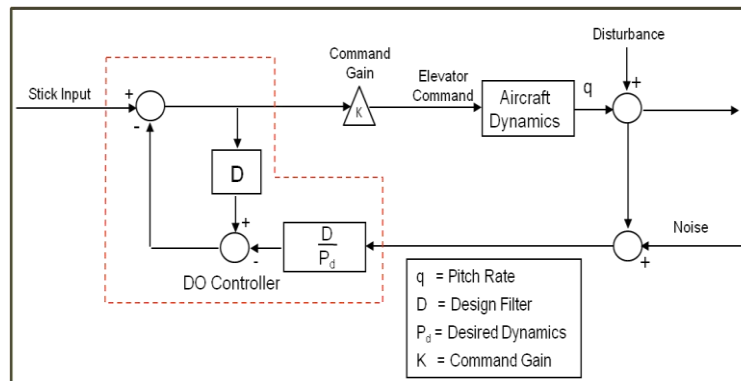 Disturbance
Command
Gain
Stick Input
+
-
K
Elevator
Command
Aircraft
Dynamics
q
+
D
+
-
D
P_d
DO Controller
Noise
+
q = Pitch Rate
D = Design Filter
P_d = Desired Dynamics
K = Command Gain